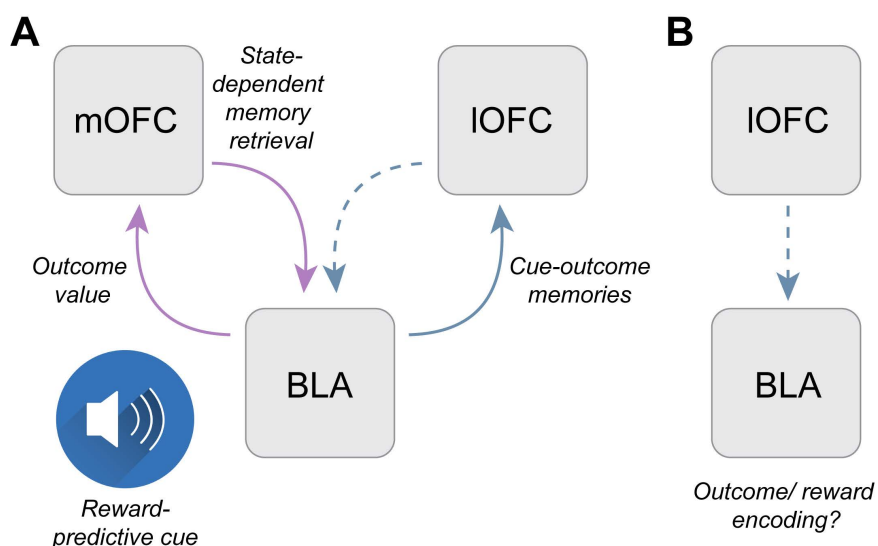 A
mOFC
State-
dependent
memory
retrieval
lOFC
Outcome
value
Cue-outcome
memories
BLA
Reward-
predictive cue
B
lOFC
BLA
Outcome/ reward
encoding?